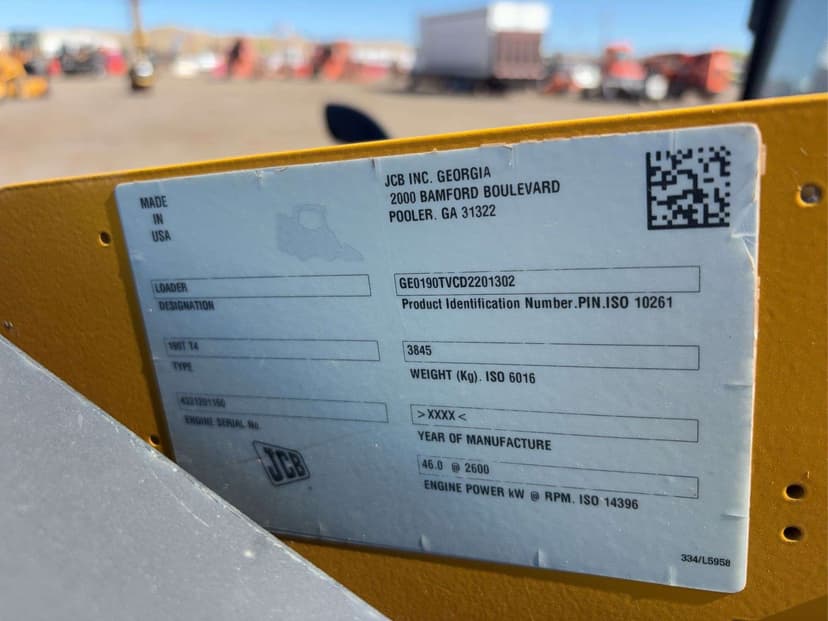 MADE
IN
USA
JCB INC. GEORGIA
2000 BAMFORD BOULEVARD
POOLER. GA 31322
LOADER
DESIGNATION
GE0190TVCD2201302
Product Identification Number.PIN.ISO 10261
190T T4
TYPE
3845
WEIGHT (Kg). ISO 6016
ENGINE SERIAL No
>XXXX<
YEAR OF MANUFACTURE
46.0 @ 2600
ENGINE POWER kW @ RPM. ISO 14396
JCB
334/L5958